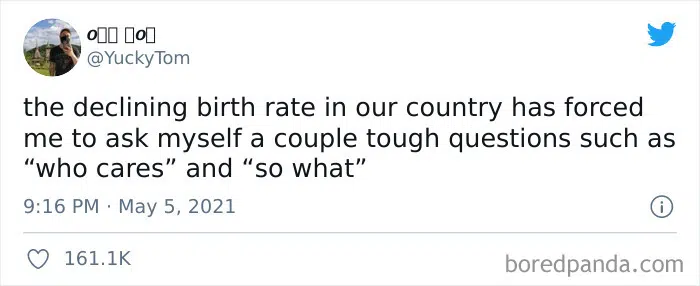 @YuckyTom
the declining birth rate in our country has forced
me to ask myself a couple tough questions such as
“who cares” and “so what”
9:16 PM · May 5, 2021
161.1K
boredpanda.com